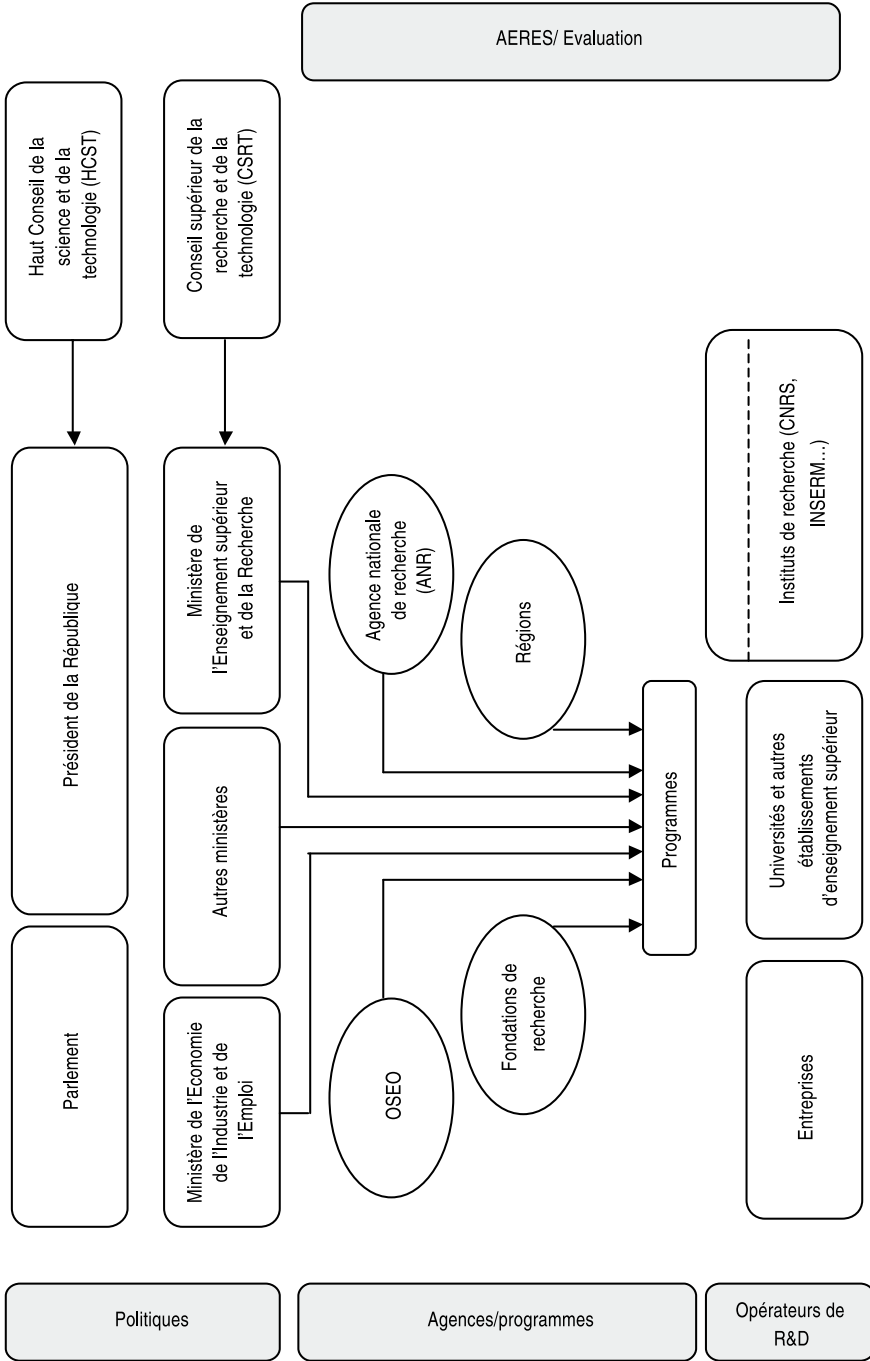 Politiques
Parlement
Président de la République
Haut Conseil de la
science et de la
technologie (HCST)
Ministère de l'Economie
de l'Industrie et de
l'Emploi
Autres ministères
Ministère de
l'Enseignement supérieur
et de la Recherche
Conseil supérieur de la
recherche et de la
technologie (CSRT)
Agences/programmes
OSEO
Agence nationale
de recherche
(ANR)
Fondations de
recherche
Régions
Programmes
AERES/ Evaluation
Opérateurs de
R&D
Entreprises
Universités et autres
établissements
d'enseignement supérieur
Instituts de recherche (CNRS,
INSERM...)